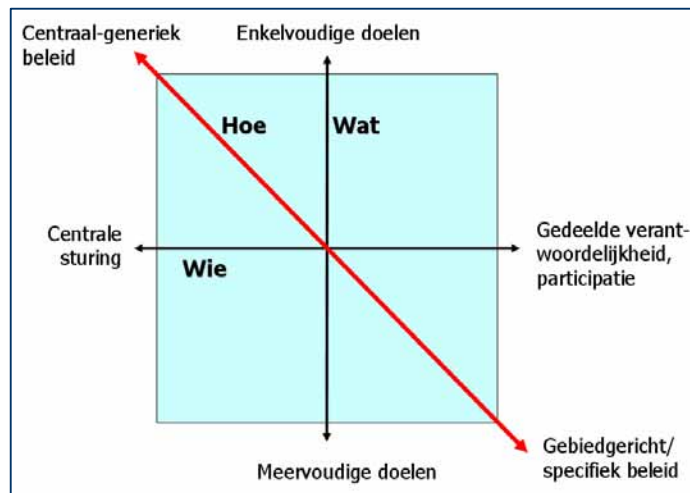 Centraal-generiek
beleid
Enkelvoudige doelen
Hoe
Wat
Centrale
sturing
Wie
Gedeelde verant-
woordelijkheid,
participatie
Meervoudige doelen
Gebiedgericht/
specifiek beleid